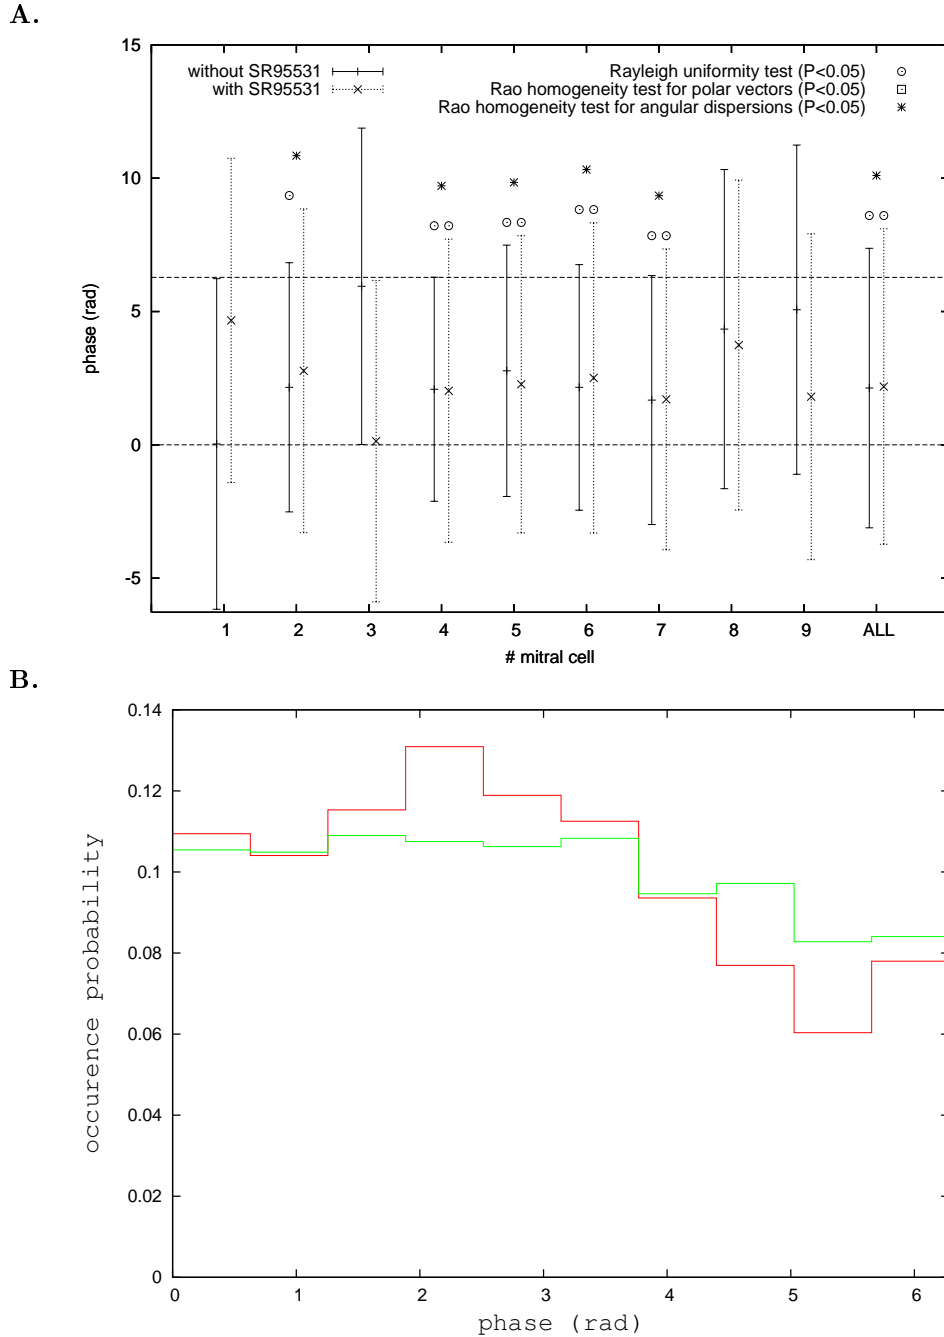 A.
15
10
5
0
-5
phase (rad)
without SR95531
with SR95531
Rayleigh uniformity test (P<0.05)
Rao homogeneity test for polar vectors (P<0.05)
Rao homogeneity test for angular dispersions (P<0.05)
1 2 3 4 5 6 7 8 9 ALL
# mitral cell
B.
0.14
0.12
0.1
0.08
0.06
0.04
0.02
0
occurence probability
0 1 2 3 4 5 6
phase (rad)